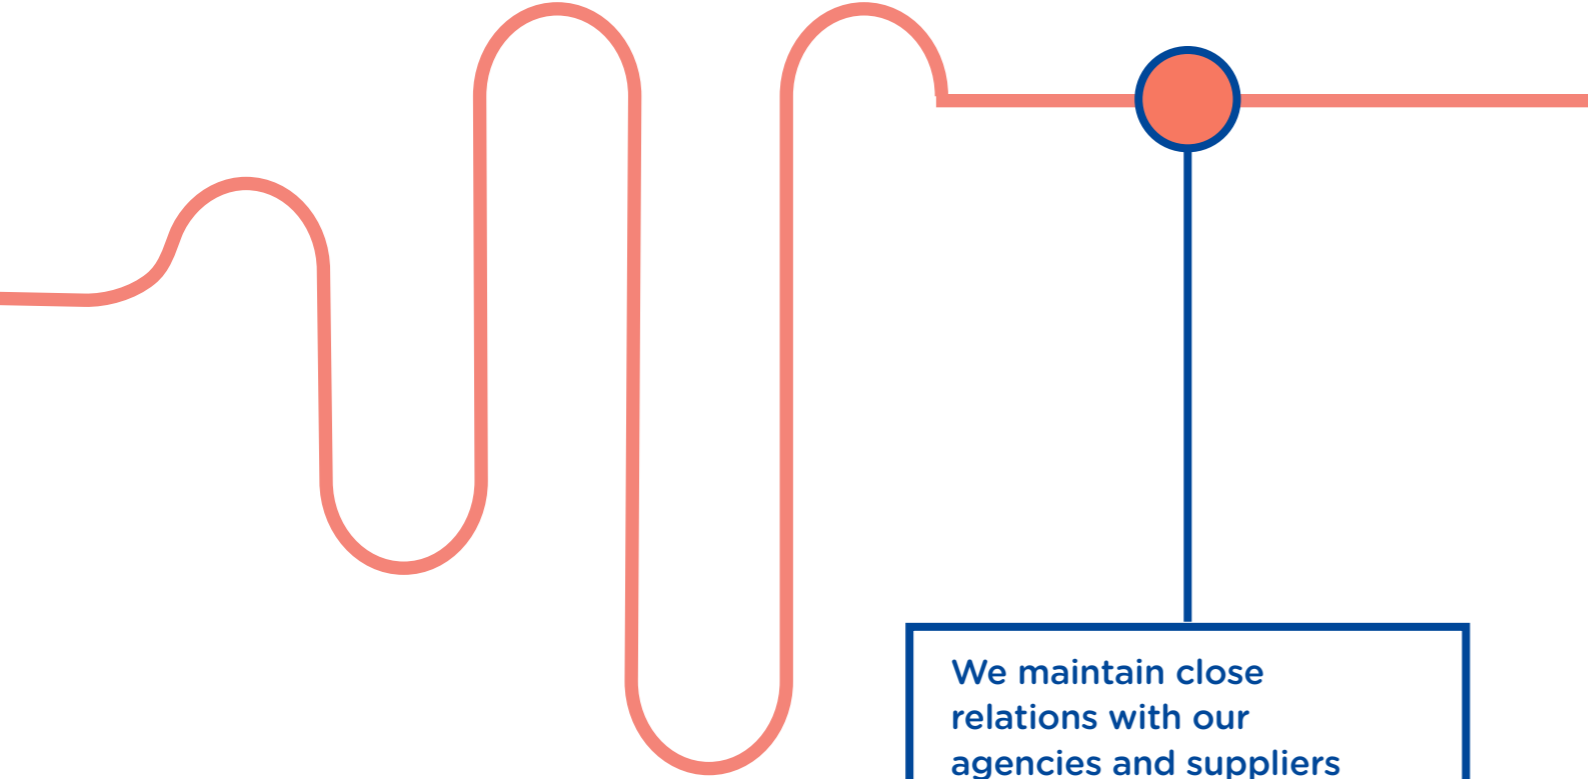 We maintain close
relations with our
agencies and suppliers